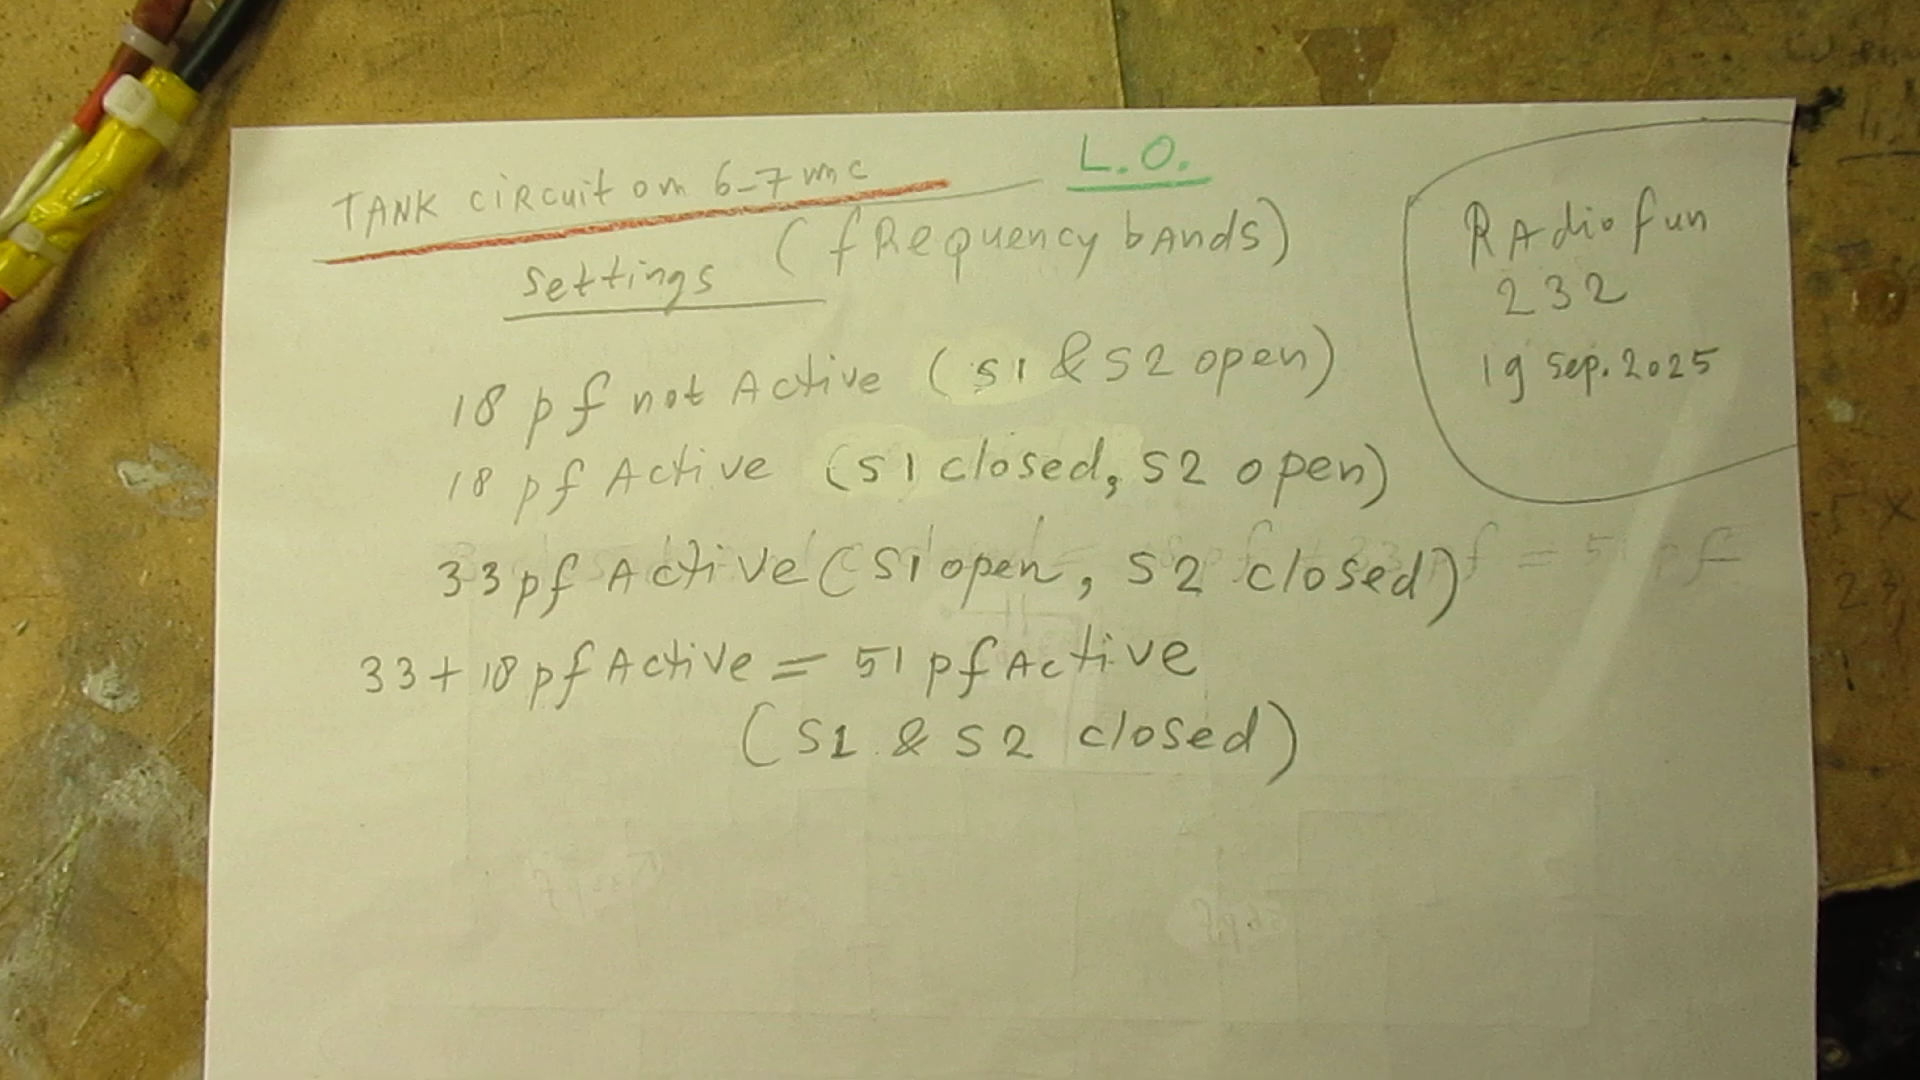 TANK CIRCUIT on 6-7 mc
L.O.
Settings (fRequency bANds)
18 pf not Active (S1 & S2 open)
18 pf Active (S1 closed, S2 open)
33 pf Active (S1 open, S2 closed)
33 + 18 pf Active = 51 pf Active
(S1 & S2 closed)
RAdiofun
232
19 Sep. 2025